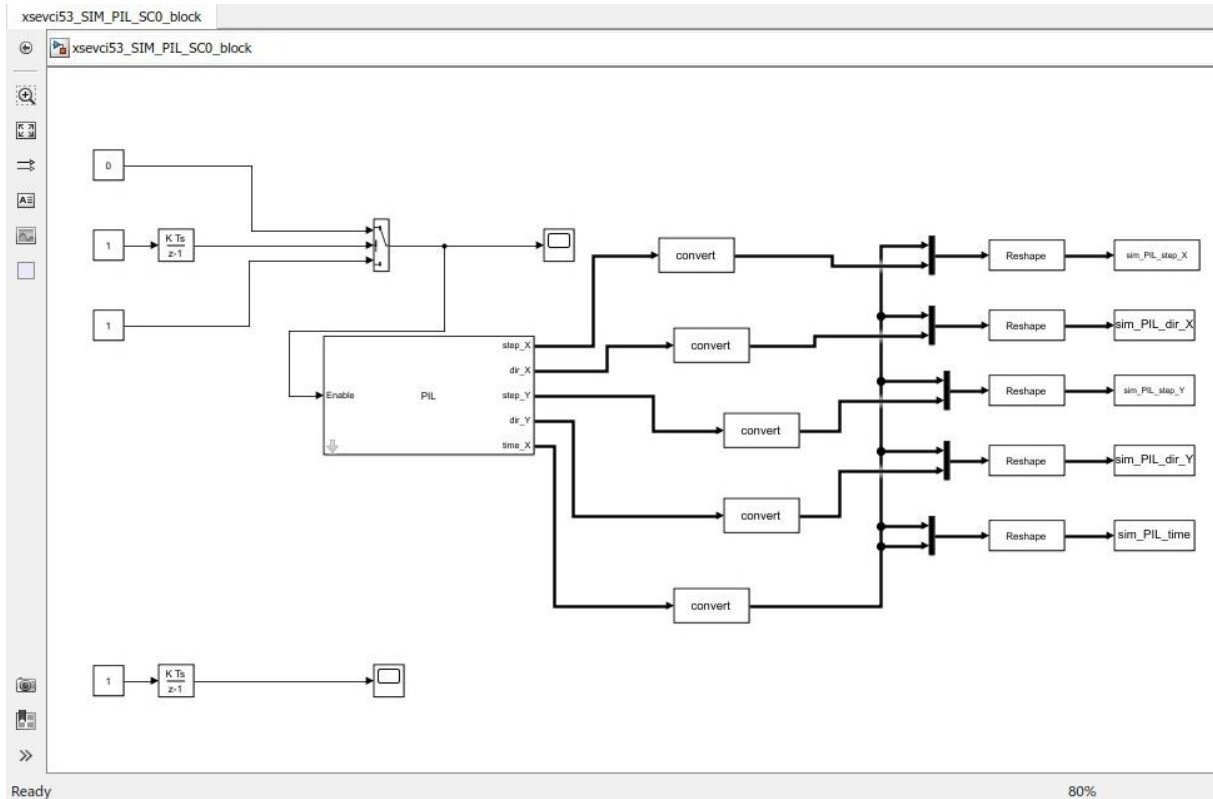 xsevci53_SIM_PIL_SC0_block
xsevci53_SIM_PIL_SC0_block
0
1
K Ts
z-1
1
Enable
PIL
step_X
dir_X
step_Y
dir_Y
time_X
convert
convert
convert
convert
convert
Reshape
sim_PIL_step_X
Reshape
sim_PIL_dir_X
Reshape
sim_PIL_step_Y
Reshape
sim_PIL_dir_Y
Reshape
sim_PIL_time
1
K Ts
z-1
Ready
80%